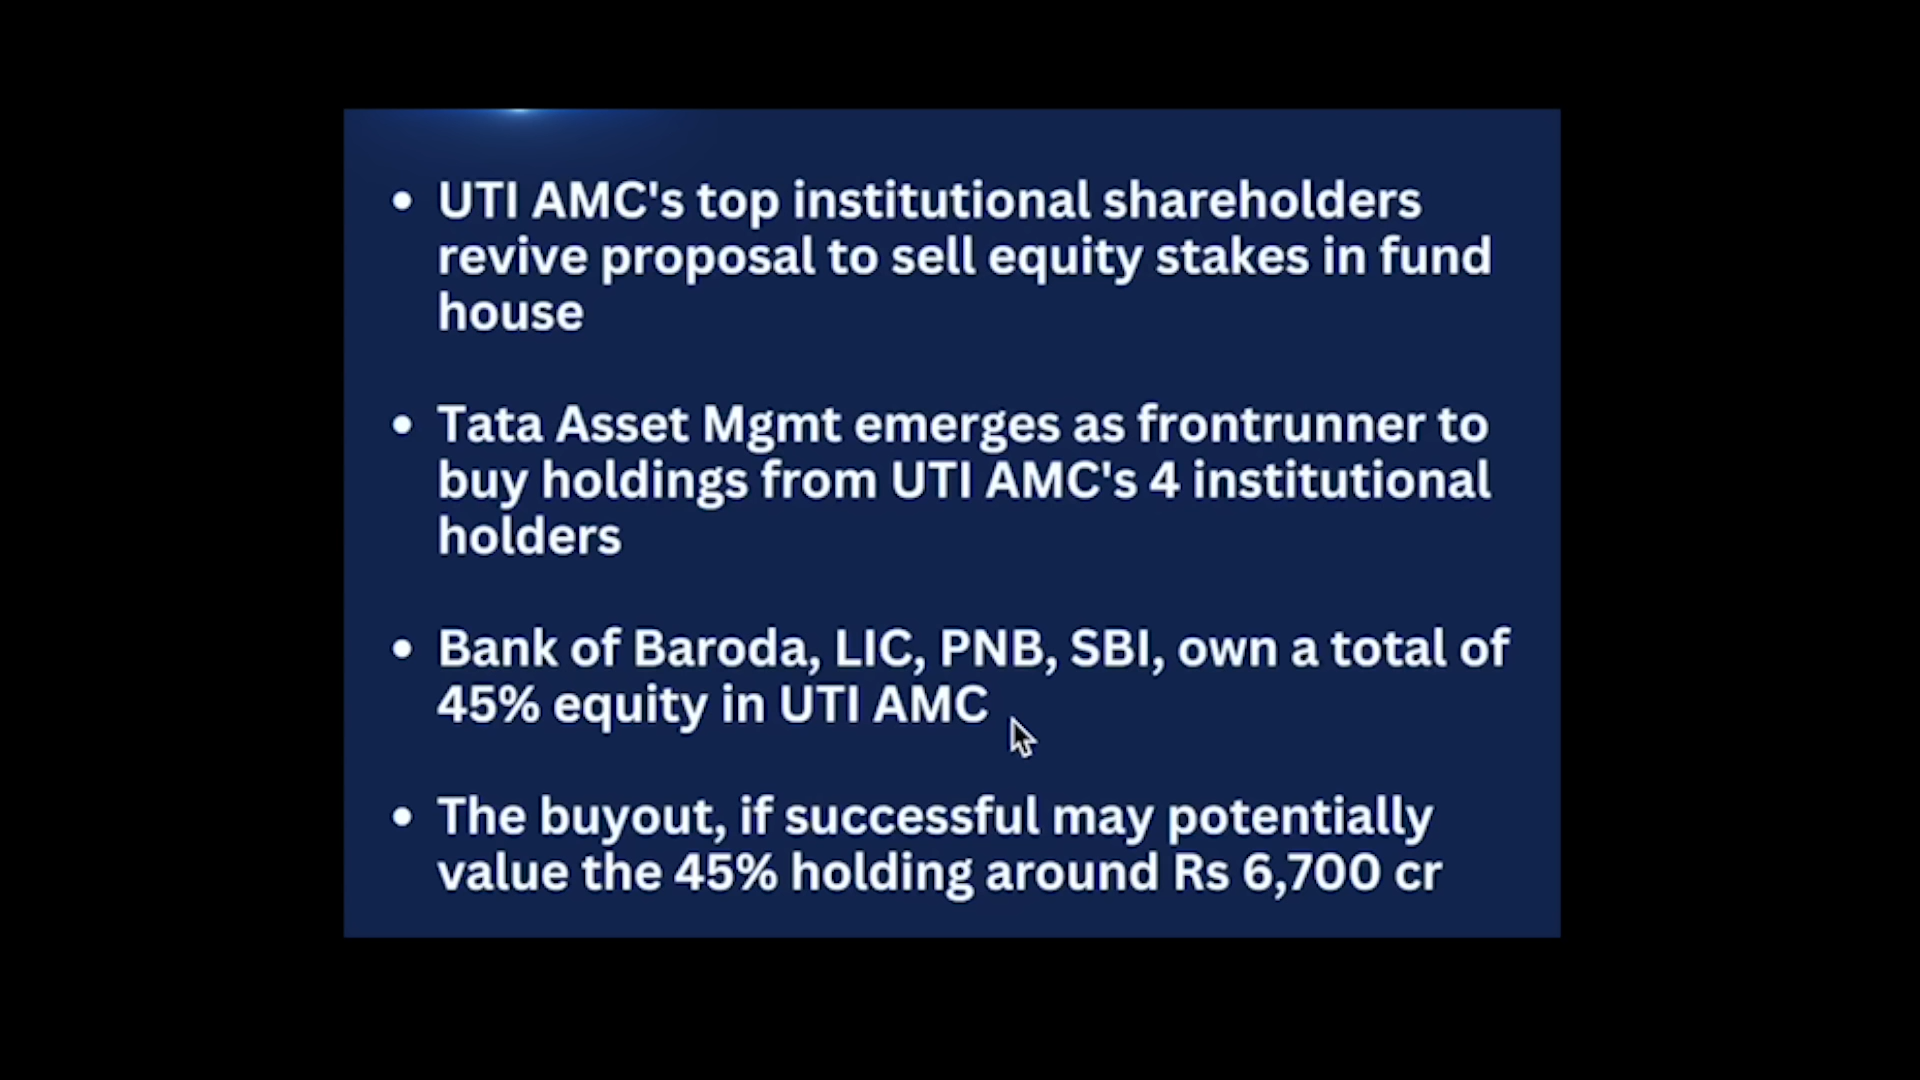 • UTI AMC's top institutional shareholders
revive proposal to sell equity stakes in fund
house
• Tata Asset Mgmt emerges as frontrunner to
buy holdings from UTI AMC's 4 institutional
holders
• Bank of Baroda, LIC, PNB, SBI, own a total of
45% equity in UTI AMC
• The buyout, if successful may potentially
value the 45% holding around Rs 6,700 cr